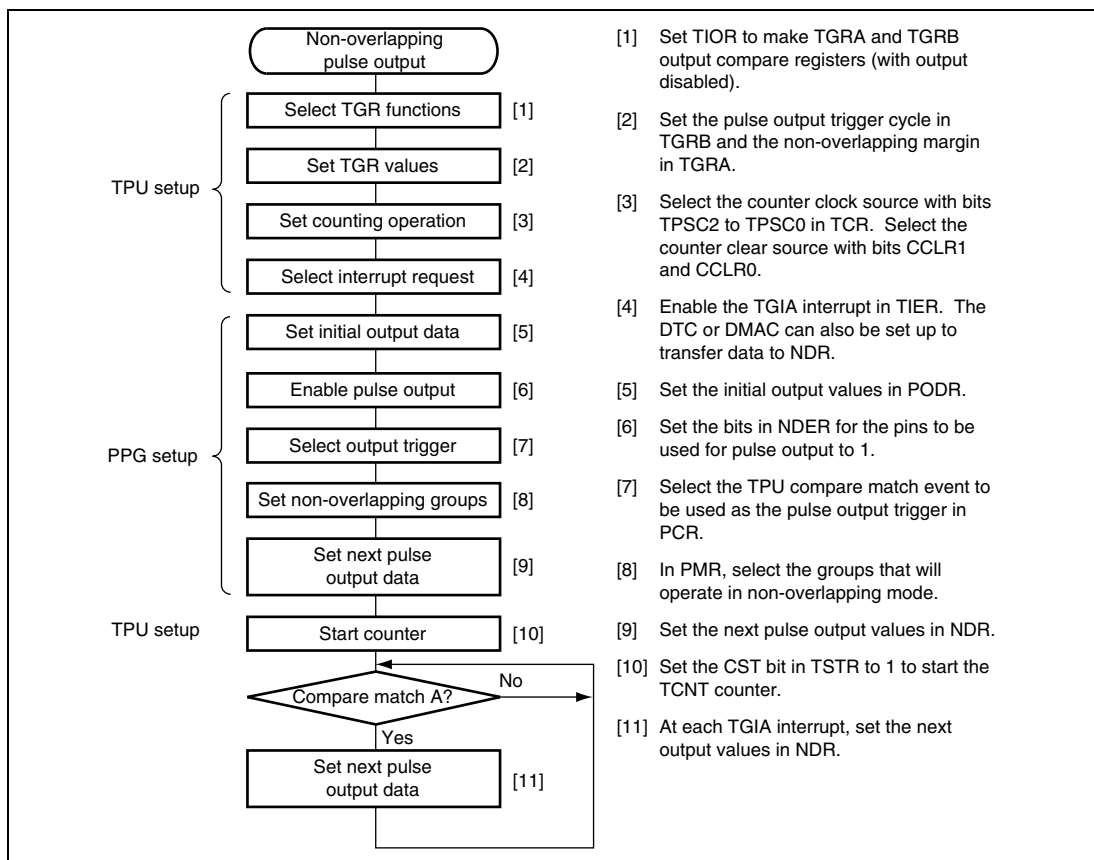 Non-overlapping
pulse output
Select TGR functions [1]
Set TGR values [2]
TPU setup
Set counting operation [3]
Select interrupt request [4]
Set initial output data [5]
Enable pulse output [6]
Select output trigger [7]
PPG setup
Set non-overlapping groups [8]
Set next pulse
output data
[9]
TPU setup
Start counter [10]
Compare match A?
No
Yes
Set next pulse
output data
[11]
[1] Set TIOR to make TGRA and TGRB
output compare registers (with output
disabled).
[2] Set the pulse output trigger cycle in
TGRB and the non-overlapping margin
in TGRA.
[3] Select the counter clock source with bits
TPSC2 to TPSC0 in TCR. Select the
counter clear source with bits CCLR1
and CCLR0.
[4] Enable the TGIA interrupt in TIER. The
DTC or DMAC can also be set up to
transfer data to NDR.
[5] Set the initial output values in PODR.
[6] Set the bits in NDER for the pins to be
used for pulse output to 1.
[7] Select the TPU compare match event to
be used as the pulse output trigger in
PCR.
[8] In PMR, select the groups that will
operate in non-overlapping mode.
[9] Set the next pulse output values in NDR.
[10] Set the CST bit in TSTR to 1 to start the
TCNT counter.
[11] At each TGIA interrupt, set the next
output values in NDR.